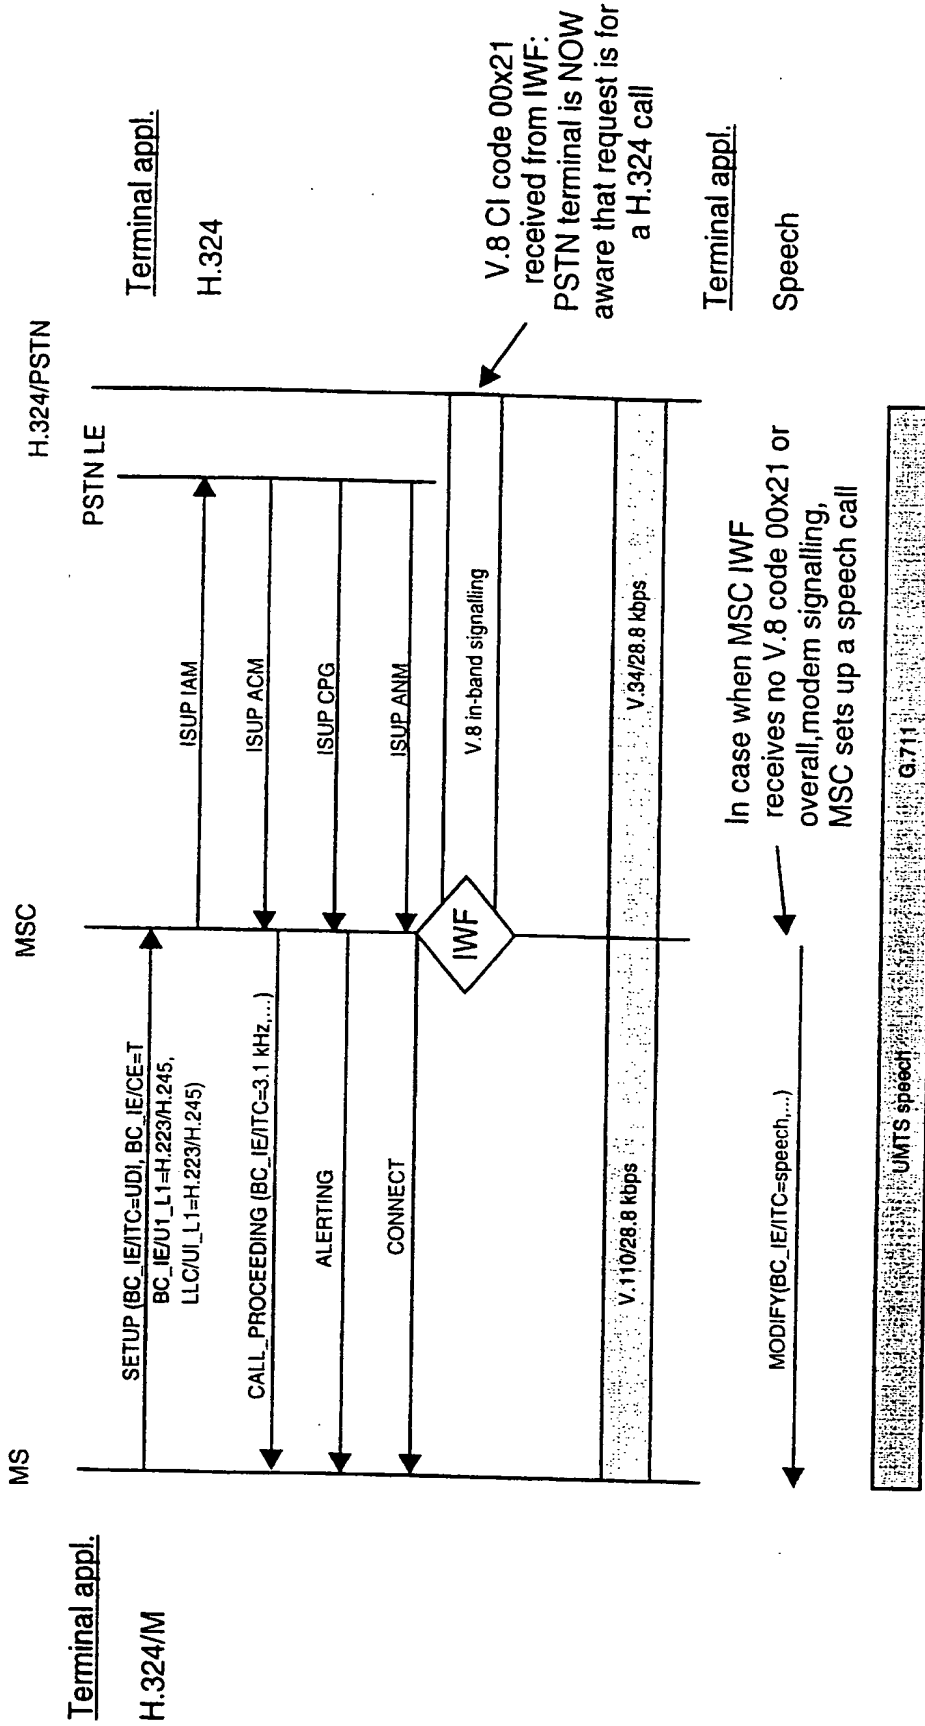 MS
MSC
H.324/PSTN
PSTN LE
Terminal appl.
H.324/M
Terminal appl.
H.324
SETUP (BC_IE/ITC=UDI, BC_IE/CE=T
BC_IE/U1_L1=H.223/H.245,
LLC/UI_L1=H.223/H.245)
ISUP IAM
CALL_PROCEEDING (BC_IE/ITC=3.1 kHz,...)
ISUP ACM
ALERTING
ISUP CPG
CONNECT
ISUP ANM
IWF
V.8 in-band signalling
V.8 CI code 00x21
received from IWF:
PSTN terminal is NOW
aware that request is for
a H.324 call
V.110/28.8 kbps
V.34/28.8 kbps
Terminal appl.
Speech
MODIFY(BC_IE/ITC=speech,...)
In case when MSC IWF
receives no V.8 code 00x21 or
overall,modem signalling,
MSC sets up a speech call
UMTS speech
G.711